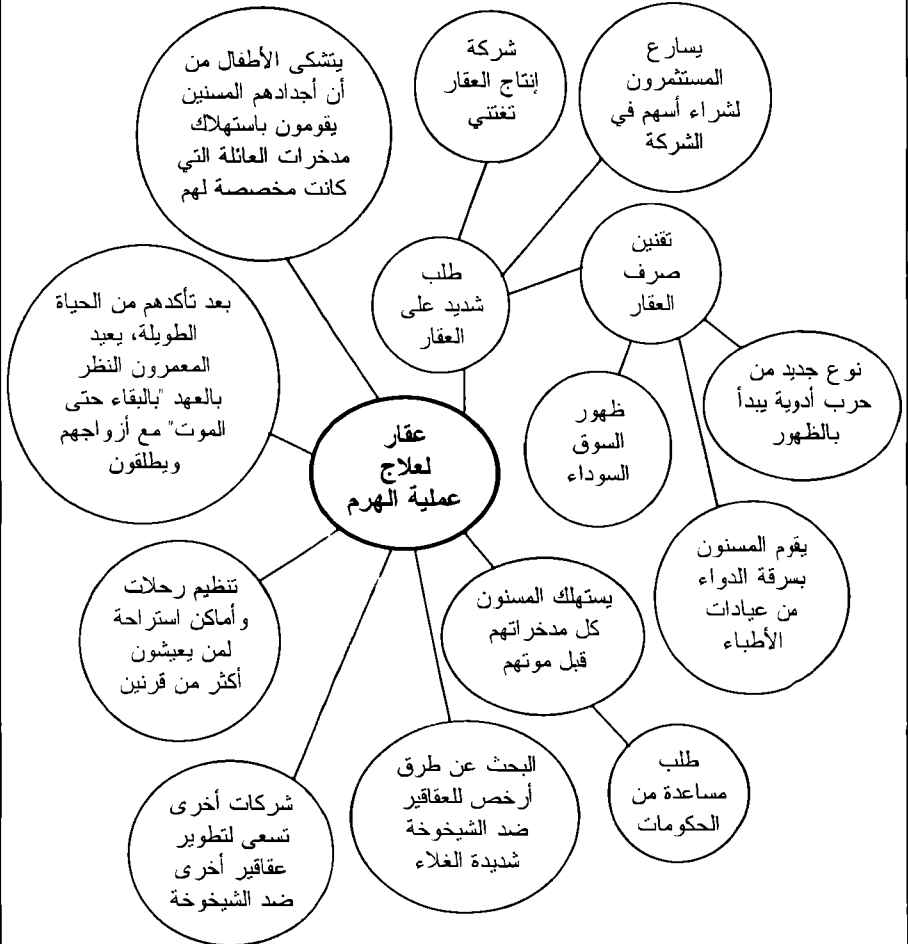 يتشكى الأطفال من
أن أجدادهم المسنين
يقومون باستهلاك
مدخرات العائلة التي
كانت مخصصة لهم
شركة
إنتاج العقار
تغتني
يسارع
المستثمرون
لشراء أسهم في
الشركة
طلب
شديد على
العقار
تقنين
صرف
العقار
بعد تأكدهم من الحياة
الطويلة، يعيد
المعمرون النظر
بالعهد "بالبقاء حتى
الموت" مع أزواجهم
ويطلقون
نوع جديد من
حرب أدوية يبدأ
بالظهور
ظهور
السوق
السوداء
عقار
لعلاج
عملية الهرم
يقوم المسنون
بسرقة الدواء
من عيادات
الأطباء
تنظيم رحلات
وأماكن استراحة
لمن يعيشون
أكثر من قرنين
يستهلك المسنون
كل مدخراتهم
قبل موتهم
طلب
مساعدة من
الحكومات
البحث عن طرق
أرخص للعقاقير
ضد الشيخوخة
شديدة الغلاء
شركات أخرى
تسعى لتطوير
عقاقير أخرى
ضد الشيخوخة